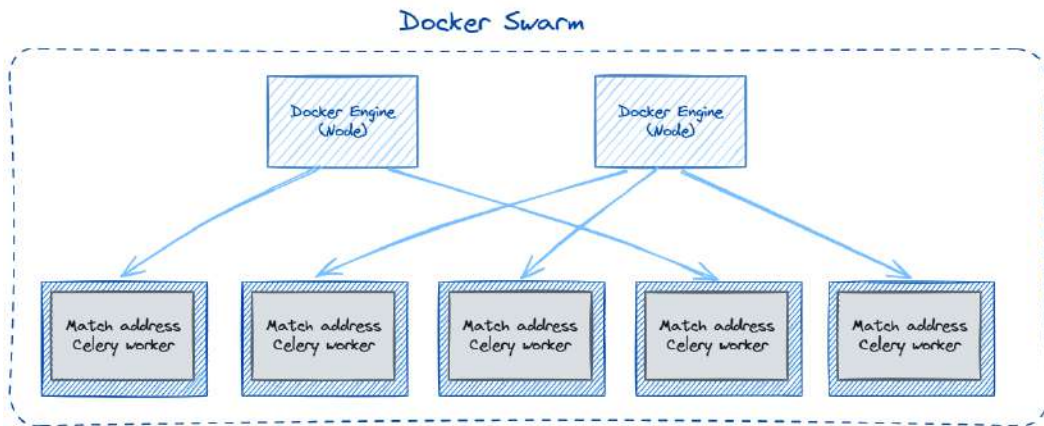 Docker Swarm
Docker Engine
(Node)
Docker Engine
(Node)
Match address
Celery worker
Match address
Celery worker
Match address
Celery worker
Match address
Celery worker
Match address
Celery worker